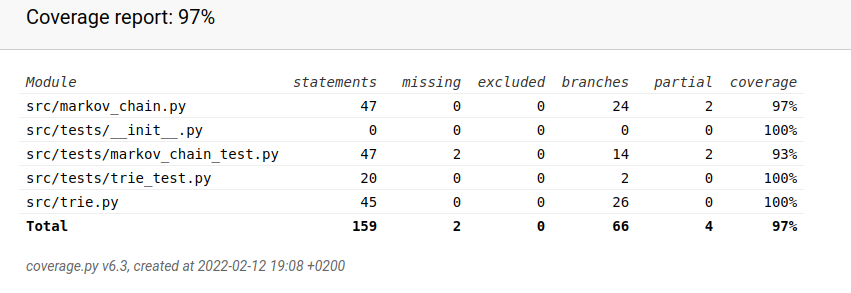 Coverage report: 97%
Module statements missing excluded branches partial coverage
src/markov_chain.py 47 0 0 24 2 97%
src/tests/__init__.py 0 0 0 0 0 100%
src/tests/markov_chain_test.py 47 2 0 14 2 93%
src/tests/trie_test.py 20 0 0 2 0 100%
src/trie.py 45 0 0 26 0 100%
Total 159 2 0 66 4 97%
coverage.py v6.3, created at 2022-02-12 19:08 +0200